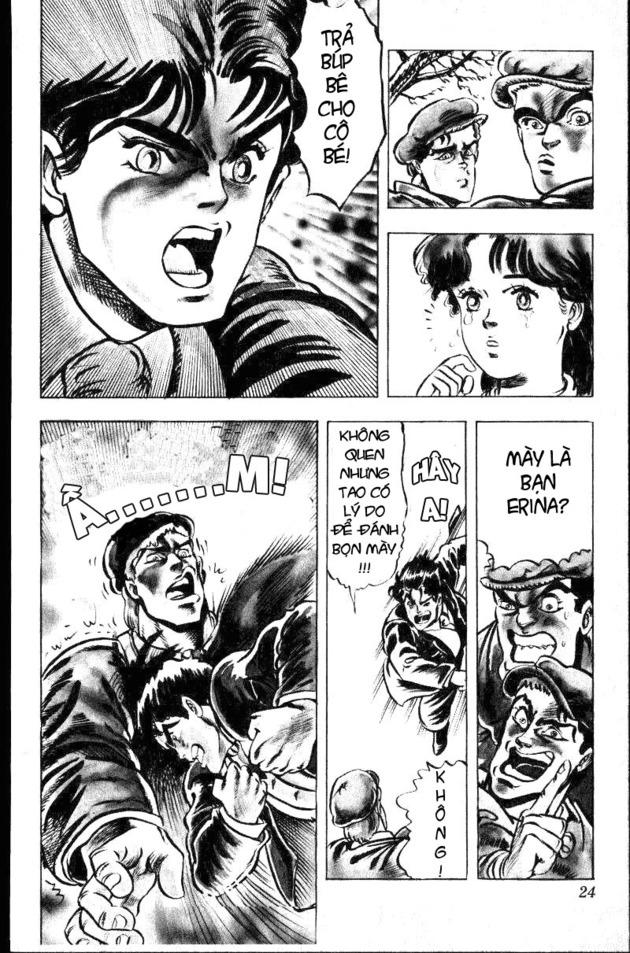 TRẢ
BÚP
BÊ
CHO
CÔ
BÉ!
MÀY LÀ
BẠN
ERINA?
HÂY
A!
KHÔNG
QUEN
NHƯNG
TAO CÓ
LÝ DO
ĐỂ ĐÁNH
BỌN MÀY
!!!
KHÔNG!
Â........M!
24